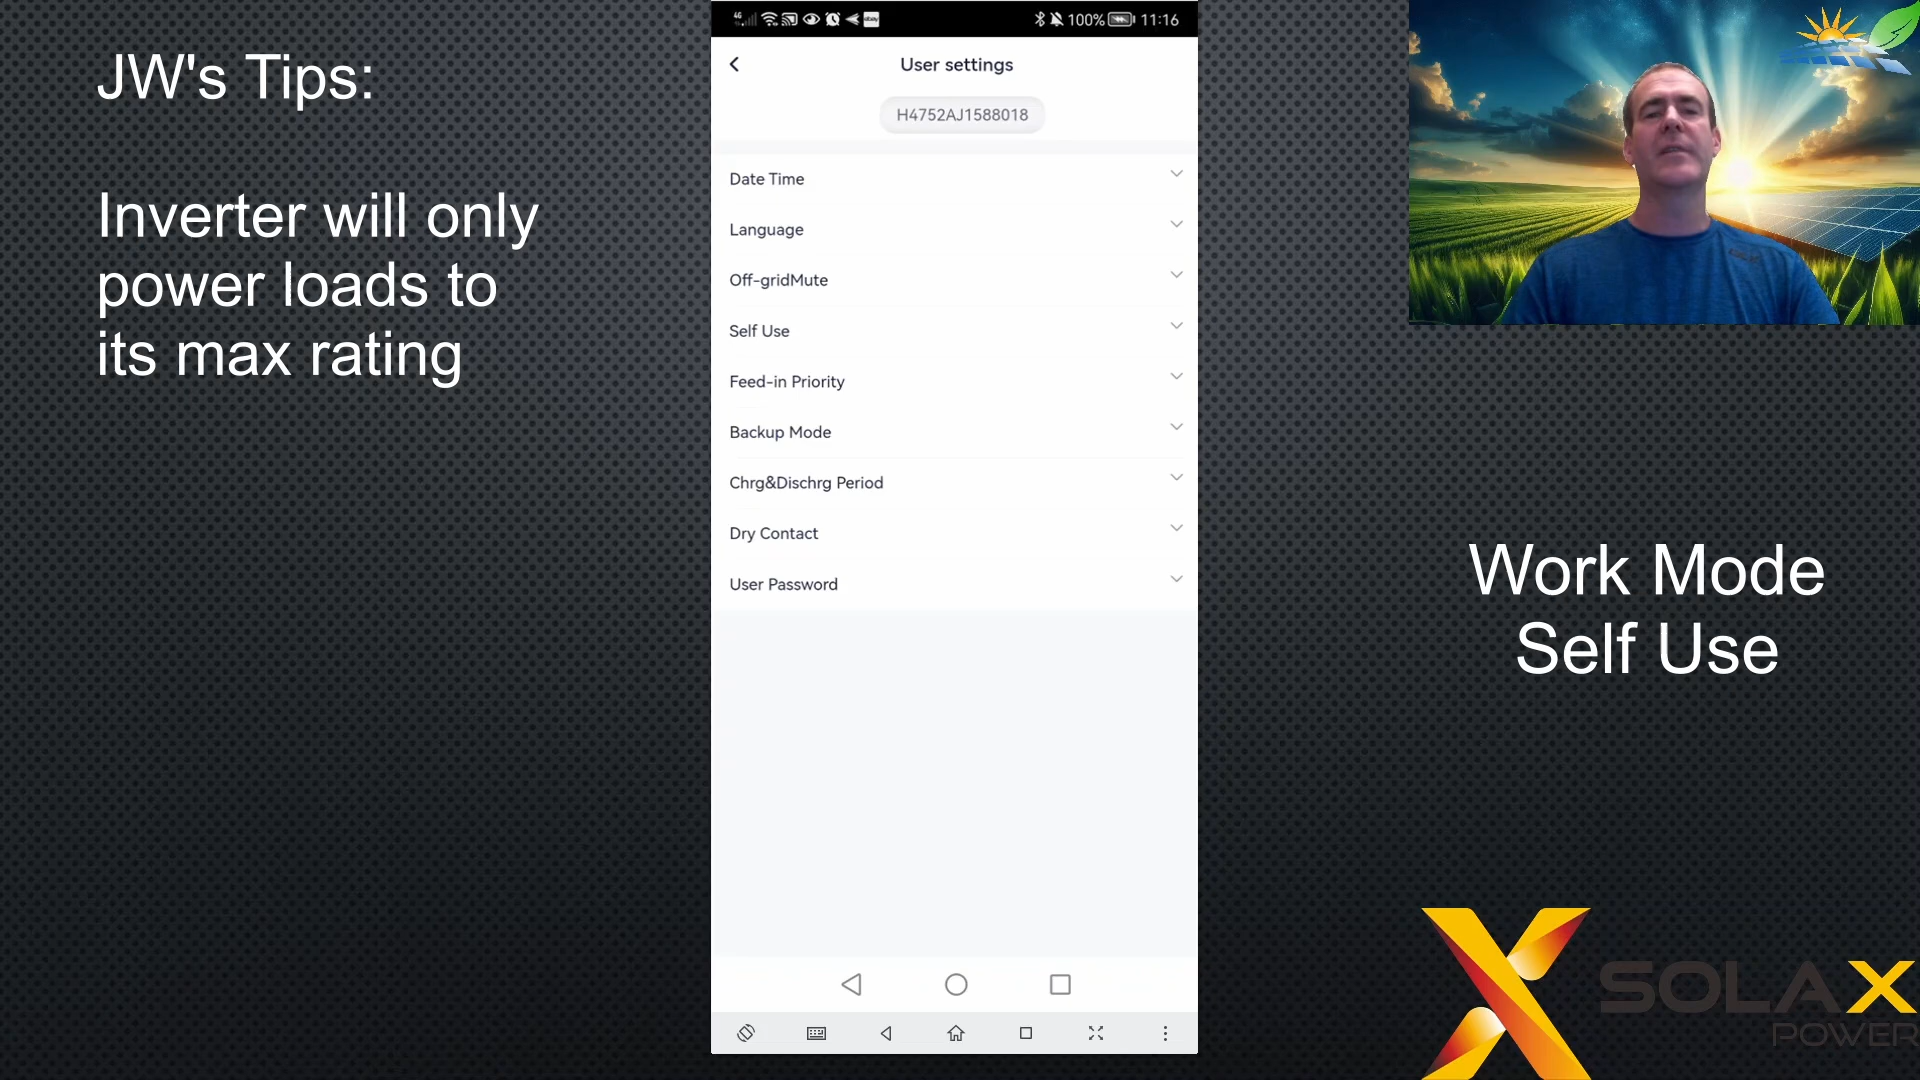 JW's Tips:
Inverter will only
power loads to
its max rating
4G
ebay
100%
11:16
User settings
H4752AJ1588018
Date Time
Language
Off-gridMute
Self Use
Feed-in Priority
Backup Mode
Chrg&Dischrg Period
Dry Contact
User Password
Work Mode
Self Use
SOLAX
POWER